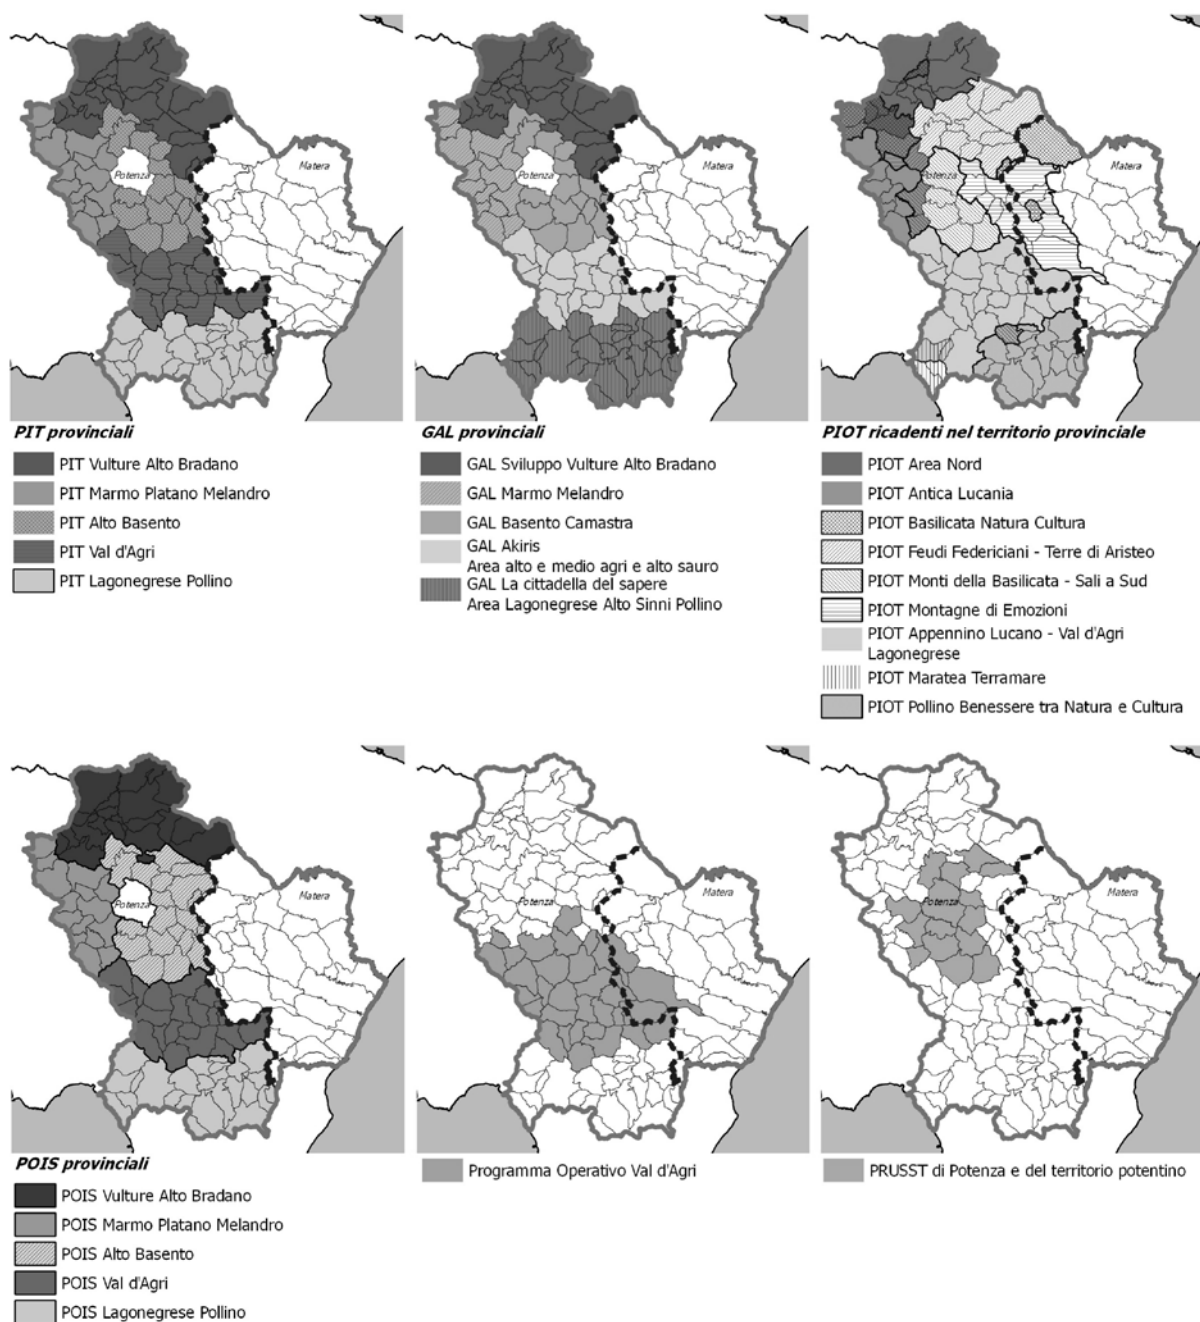 Potenza
Matera
Potenza
Matera
Potenza
Matera
PIT provinciali
PIT Vulture Alto Bradano
PIT Marmo Platano Melandro
PIT Alto Basento
PIT Val d'Agri
PIT Lagonegrese Pollino
GAL provinciali
GAL Sviluppo Vulture Alto Bradano
GAL Marmo Melandro
GAL Basento Camastra
GAL Akiris
Area alto e medio agri e alto sauro
GAL La cittadella del sapere
Area Lagonegrese Alto Sinni Pollino
PIOT ricadenti nel territorio provinciale
PIOT Area Nord
PIOT Antica Lucania
PIOT Basilicata Natura Cultura
PIOT Feudi Federiciani - Terre di Aristeo
PIOT Monti della Basilicata - Sali a Sud
PIOT Montagne di Emozioni
PIOT Appennino Lucano - Val d'Agri
Lagonegrese
PIOT Maratea Terramare
PIOT Pollino Benessere tra Natura e Cultura
Potenza
Matera
Potenza
Matera
Potenza
Matera
POIS provinciali
POIS Vulture Alto Bradano
POIS Marmo Platano Melandro
POIS Alto Basento
POIS Val d'Agri
POIS Lagonegrese Pollino
Programma Operativo Val d'Agri
PRUSST di Potenza e del territorio potentino